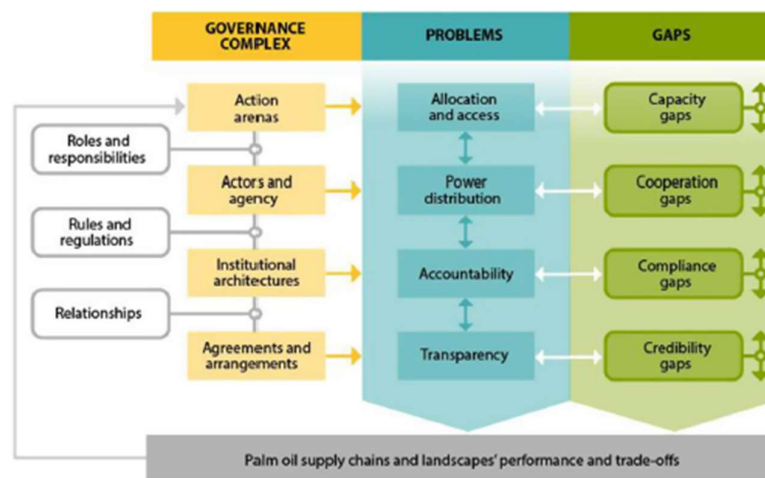 GOVERNANCE
COMPLEX
PROBLEMS
GAPS
Action
arenas
Allocation
and access
Capacity
gaps
Roles and
responsibilities
Actors and
agency
Power
distribution
Cooperation
gaps
Rules and
regulations
Institutional
architectures
Accountability
Compliance
gaps
Relationships
Agreements and
arrangements
Transparency
Credibility
gaps
Palm oil supply chains and landscapes' performance and trade-offs